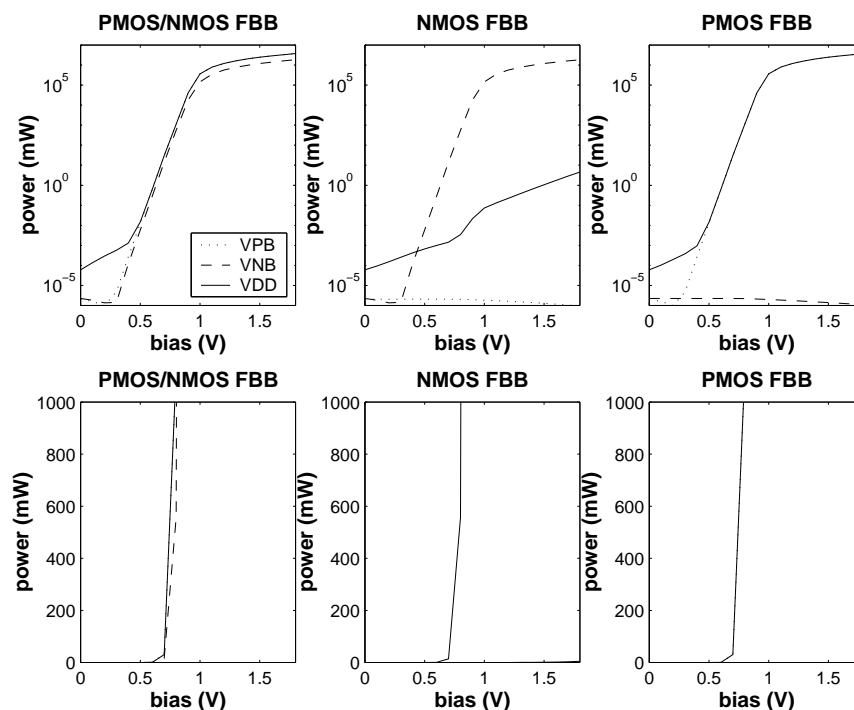 PMOS/NMOS FBB
NMOS FBB
PMOS FBB
power (mW)
10^5
10^0
10^−5
0 0.5 1 1.5
bias (V)
VPB
VNB
VDD
power (mW)
10^5
10^0
10^−5
0 0.5 1 1.5
bias (V)
power (mW)
10^5
10^0
10^−5
0 0.5 1 1.5
bias (V)
PMOS/NMOS FBB
NMOS FBB
PMOS FBB
power (mW)
1000
800
600
400
200
0
0 0.5 1 1.5
bias (V)
power (mW)
1000
800
600
400
200
0
0 0.5 1 1.5
bias (V)
power (mW)
1000
800
600
400
200
0
0 0.5 1 1.5
bias (V)